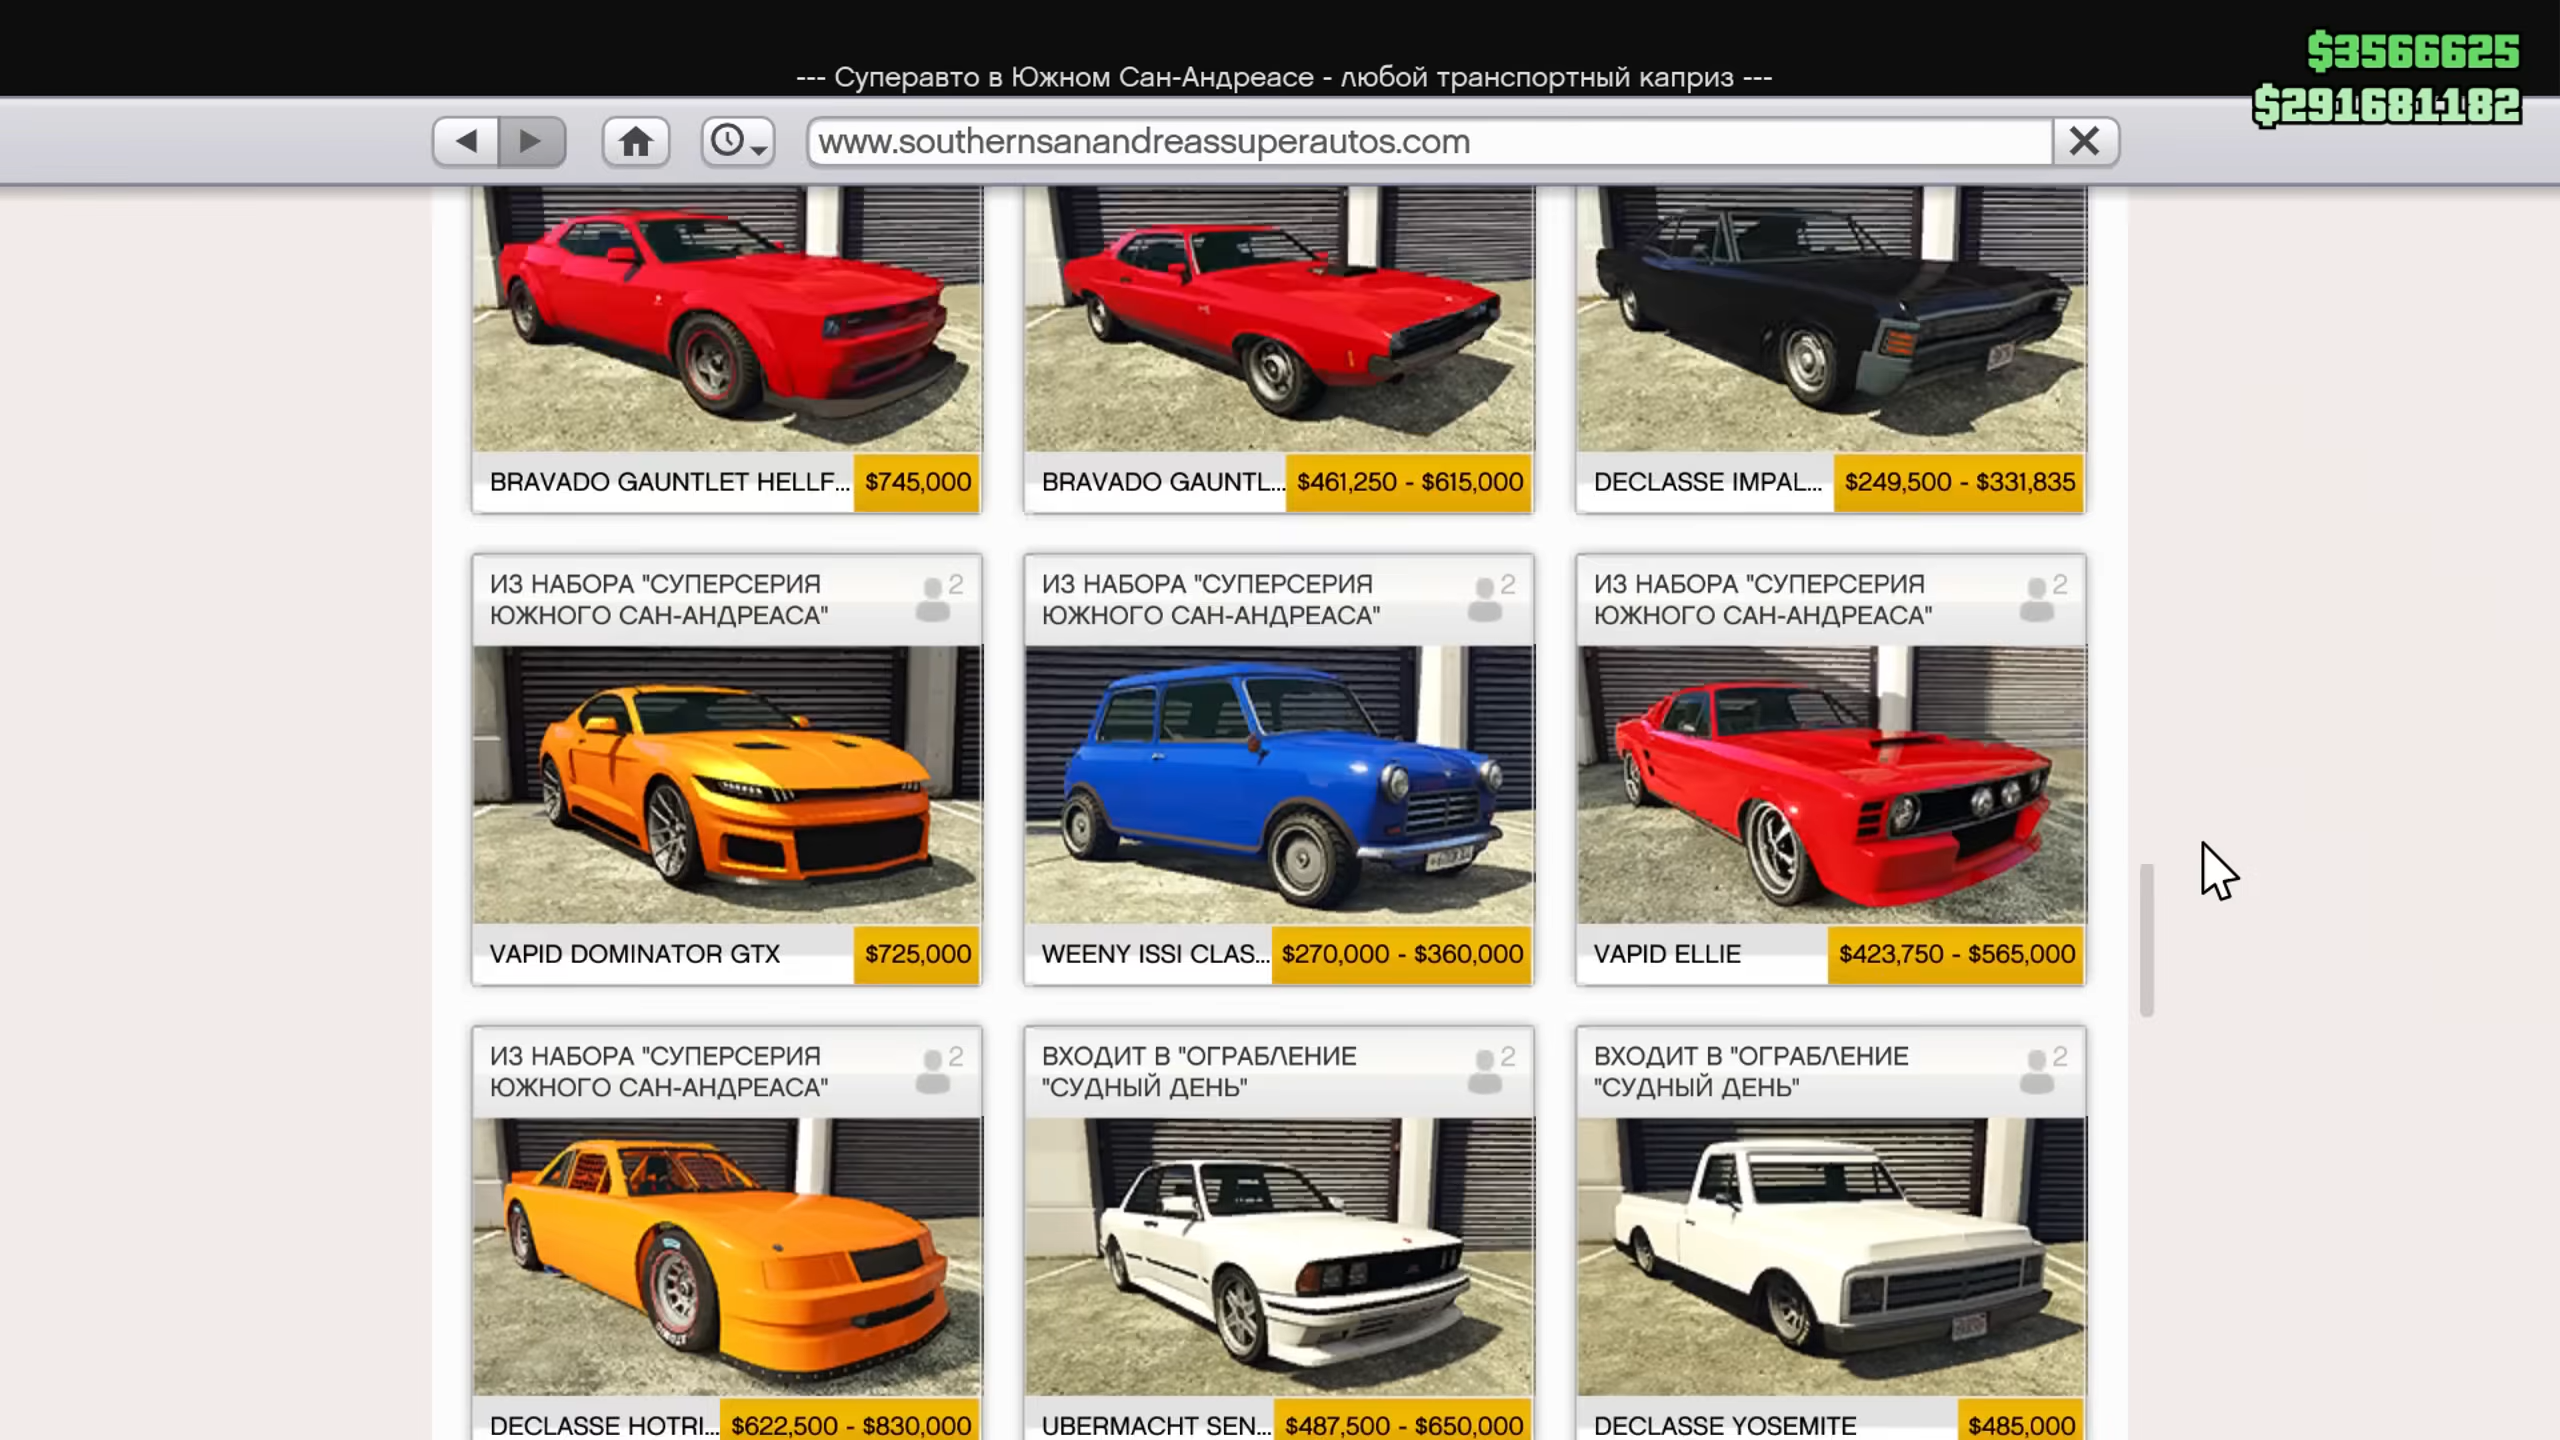 $3566625
--- Суперавто в Южном Сан-Андреасе - любой транспортный каприз ---
$291681182
www.southernsanandreassuperautos.com
BRAVADO GAUNTLET HELLF... $745,000
BRAVADO GAUNTL... $461,250 - $615,000
DECLASSE IMPAL... $249,500 - $331,835
ИЗ НАБОРА "СУПЕРСЕРИЯ
ЮЖНОГО САН-АНДРЕАСА"
2
ИЗ НАБОРА "СУПЕРСЕРИЯ
ЮЖНОГО САН-АНДРЕАСА"
2
ИЗ НАБОРА "СУПЕРСЕРИЯ
ЮЖНОГО САН-АНДРЕАСА"
2
VAPID DOMINATOR GTX $725,000
WEENY ISSI CLAS... $270,000 - $360,000
VAPID ELLIE $423,750 - $565,000
ИЗ НАБОРА "СУПЕРСЕРИЯ
ЮЖНОГО САН-АНДРЕАСА"
2
ВХОДИТ В "ОГРАБЛЕНИЕ
"СУДНЫЙ ДЕНЬ"
2
ВХОДИТ В "ОГРАБЛЕНИЕ
"СУДНЫЙ ДЕНЬ"
2
DECLASSE HOTRI... $622,500 - $830,000
UBERMACHT SEN... $487,500 - $650,000
DECLASSE YOSEMITE $485,000